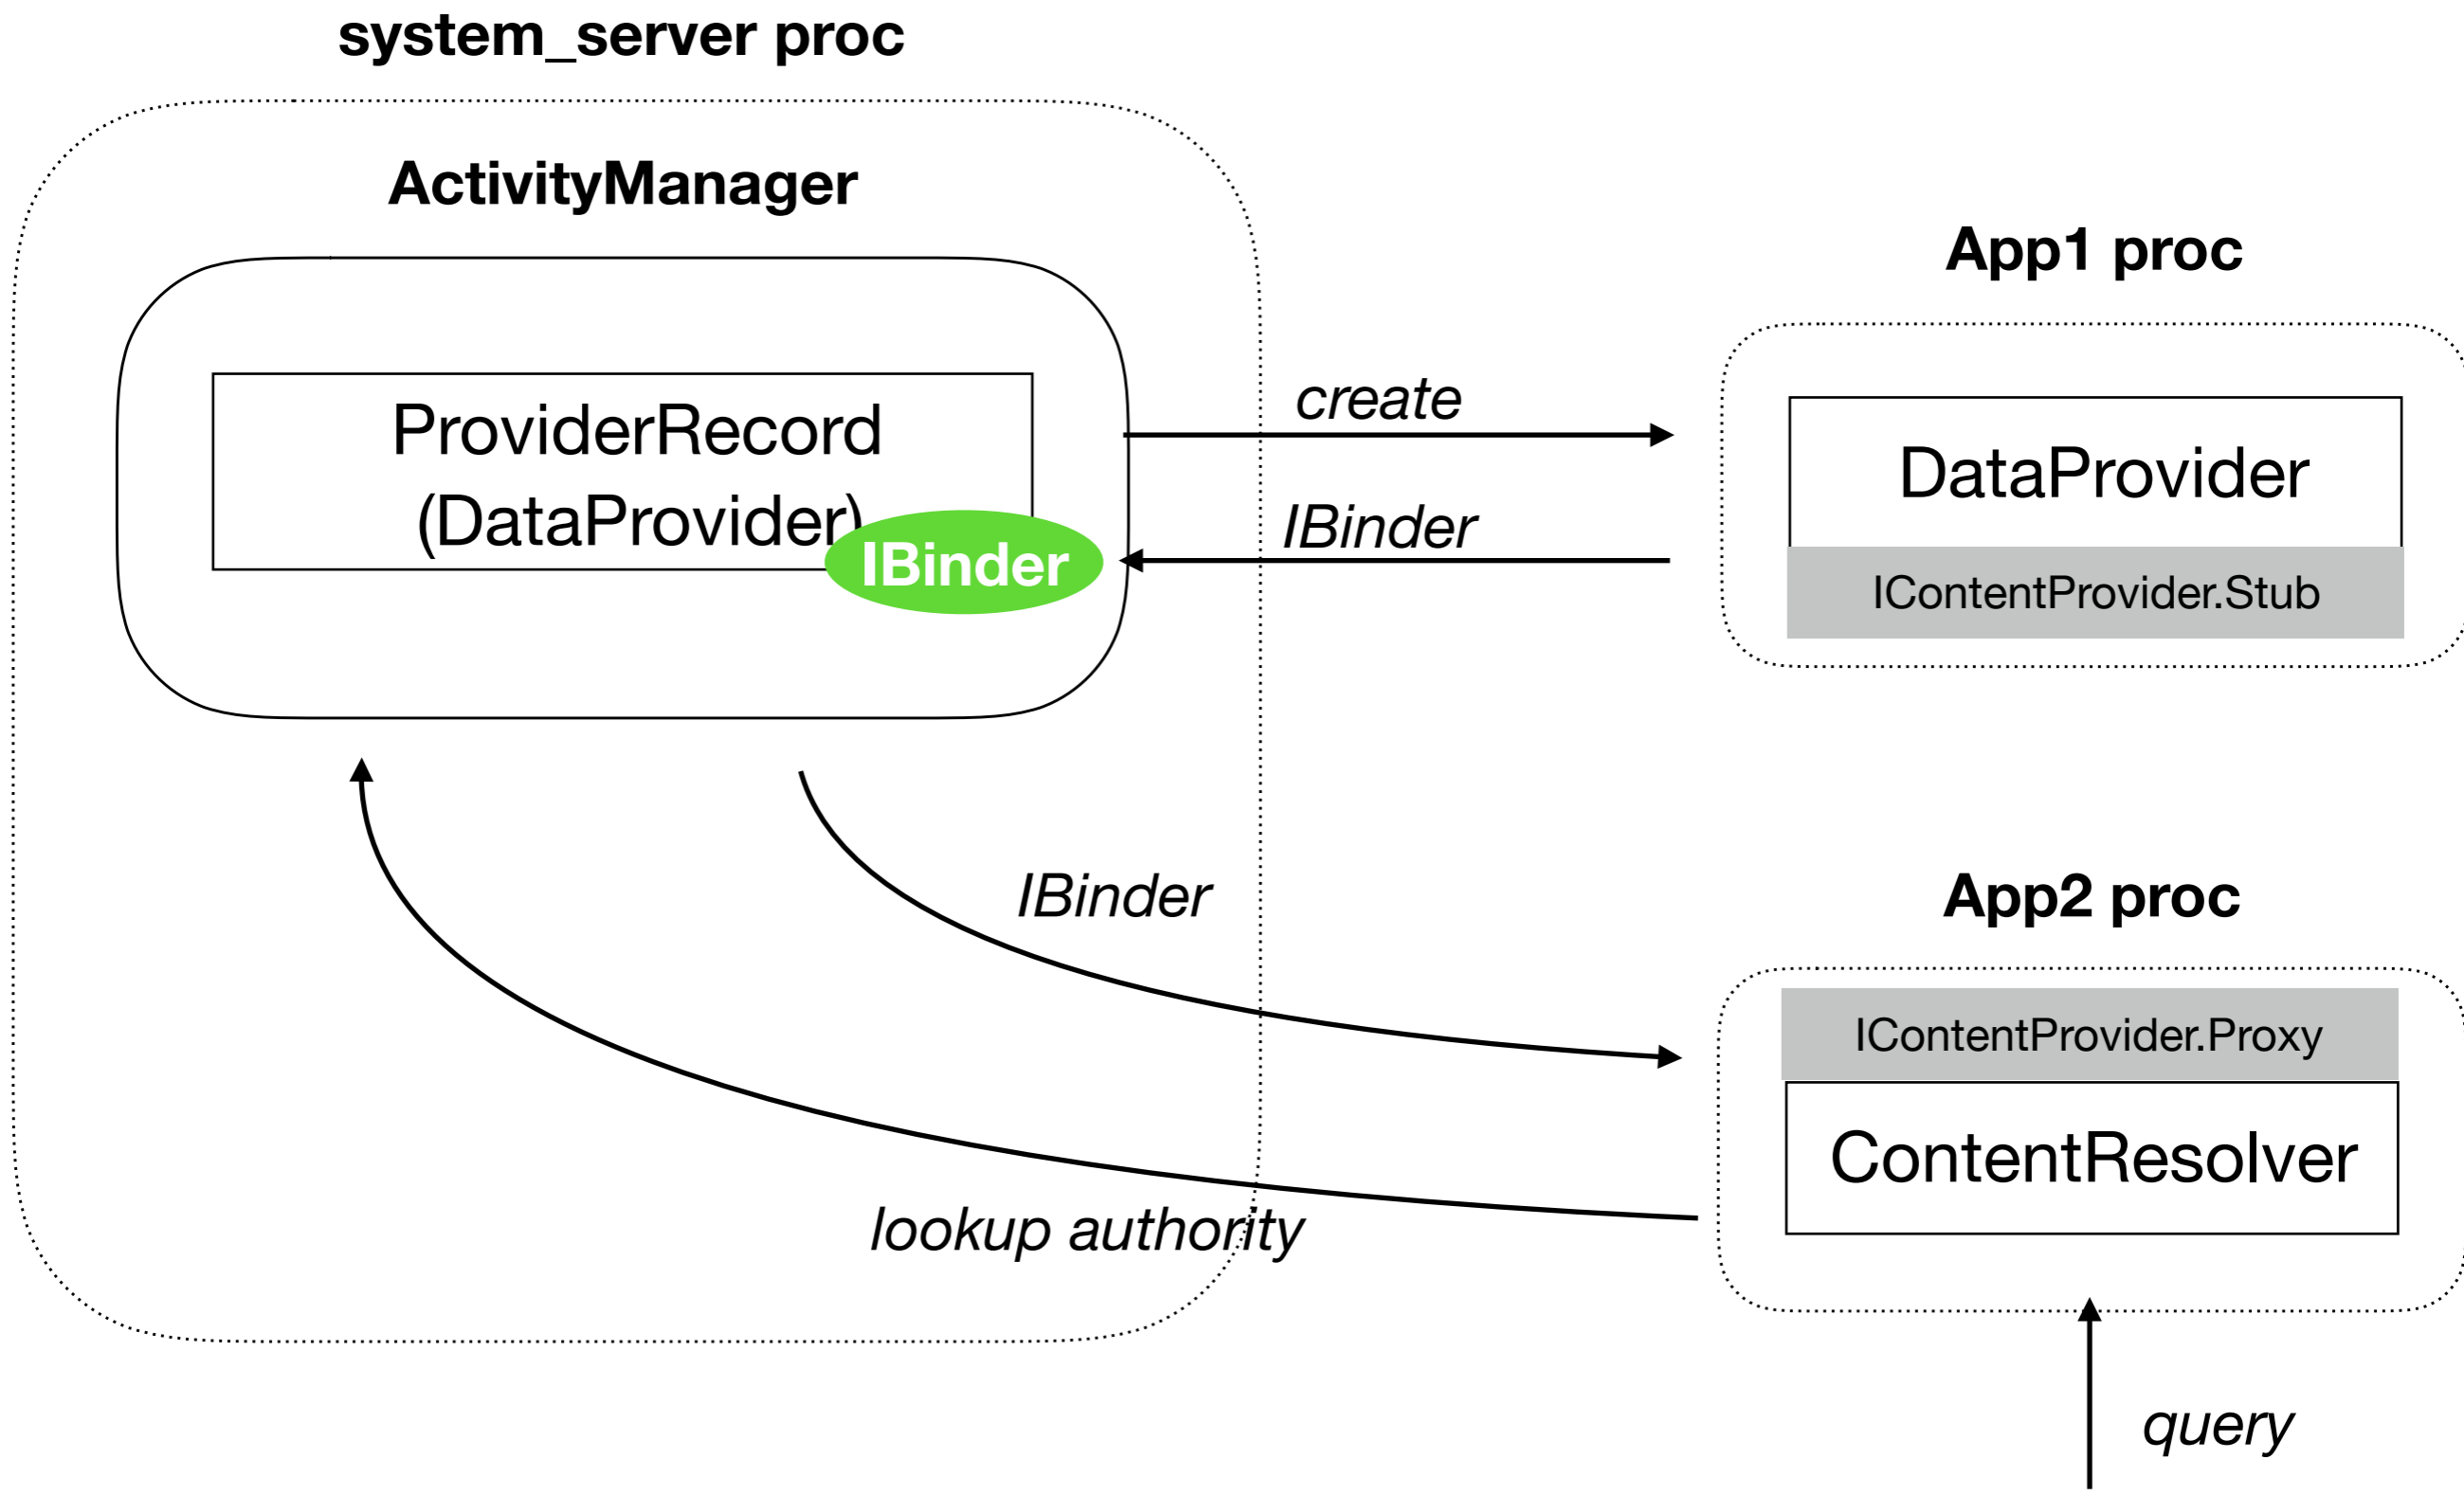 system_server proc
ActivityManager
ProviderRecord
(DataProvider)
IBinder
create
IBinder
App1 proc
DataProvider
IContentProvider.Stub
IBinder
lookup authority
App2 proc
IContentProvider.Proxy
ContentResolver
query